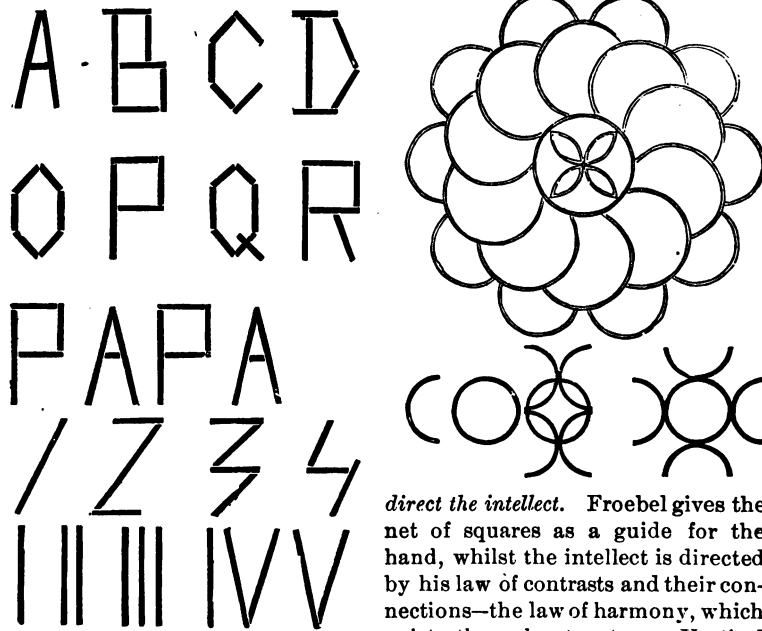 A B C D
O P Q R
PAPA
1 2 3 4
I II III IV V
direct the intellect. Froebel gives the
net of squares as a guide for the
hand, whilst the intellect is directed
by his law of contrasts and their con-
nections—the law of harmony, which